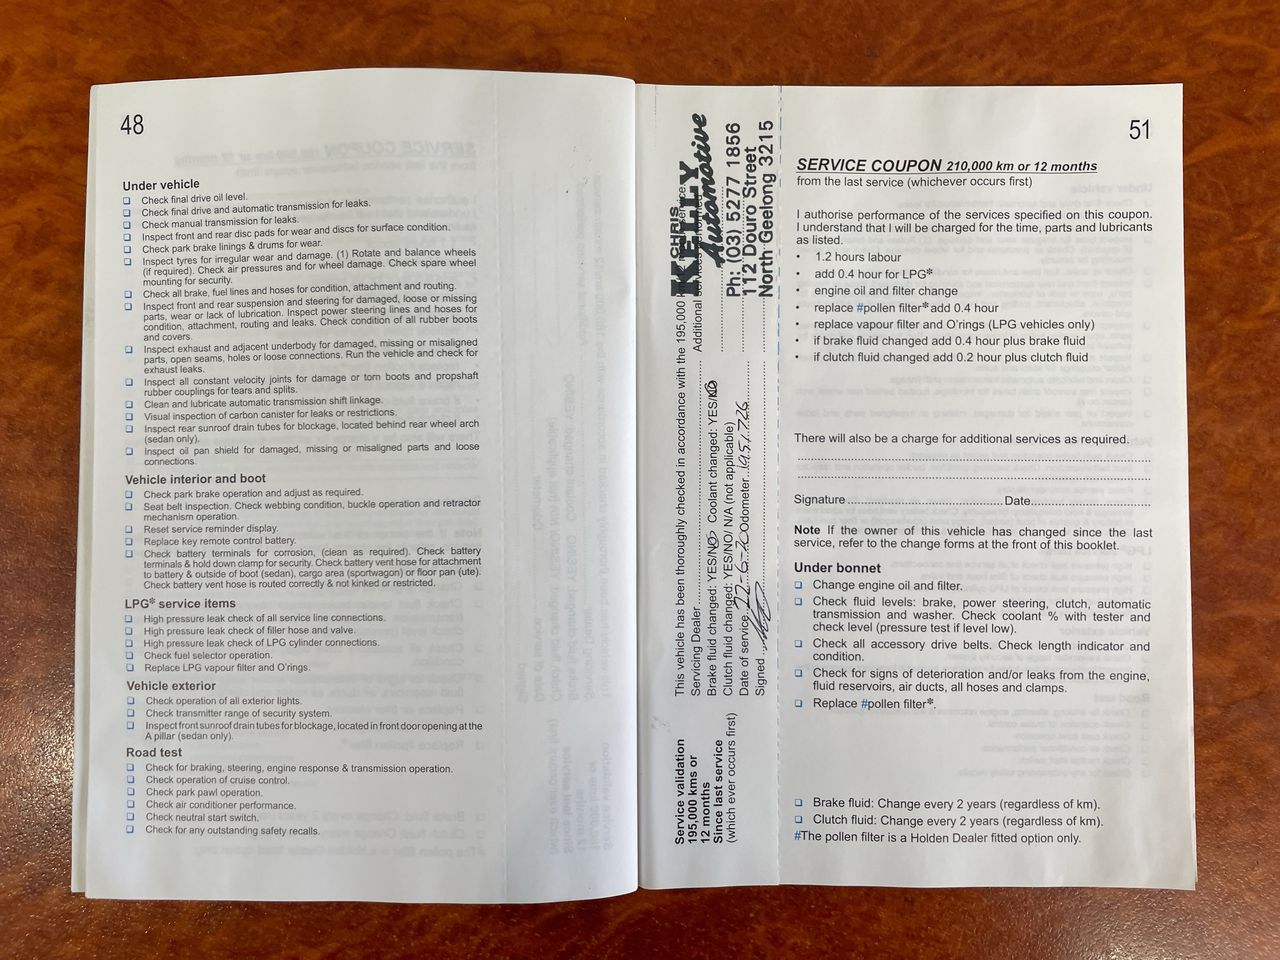 48
Under vehicle
❑ Check final drive oil level.
❑ Check final drive and automatic transmission for leaks.
❑ Check manual transmission for leaks.
❑ Inspect front and rear disc pads for wear and discs for surface condition.
❑ Check park brake linings & drums for wear.
❑ Inspect tyres for irregular wear and damage. (1) Rotate and balance wheels
(if required). Check air pressures and for wheel damage. Check spare wheel
mounting for security.
❑ Check all brake, fuel lines and hoses for condition, attachment and routing.
❑ Inspect front and rear suspension and steering for damaged, loose or missing
parts, wear or lack of lubrication. Inspect power steering lines and hoses for
condition, attachment, routing and leaks. Check condition of all rubber boots
and covers.
❑ Inspect exhaust and adjacent underbody for damaged, missing or misaligned
parts, open seams, holes or loose connections. Run the vehicle and check for
exhaust leaks.
❑ Inspect all constant velocity joints for damage or torn boots and propshaft
rubber couplings for tears and splits.
❑ Clean and lubricate automatic transmission shift linkage.
❑ Visual inspection of carbon canister for leaks or restrictions.
❑ Inspect rear sunroof drain tubes for blockage, located behind rear wheel arch
(sedan only).
❑ Inspect oil pan shield for damaged, missing or misaligned parts and loose
connections.
Vehicle interior and boot
❑ Check park brake operation and adjust as required.
❑ Seat belt inspection. Check webbing condition, buckle operation and retractor
mechanism operation.
❑ Reset service reminder display.
❑ Replace key remote control battery.
❑ Check battery terminals for corrosion, (clean as required). Check battery
terminals & hold down clamp for security. Check battery vent hose for attachment
to battery & outside of boot (sedan), cargo area (sportwagon) or floor pan (ute).
Check battery vent hose is routed correctly & not kinked or restricted.
LPG* service items
❑ High pressure leak check of all service line connections.
❑ High pressure leak check of filler hose and valve.
❑ High pressure leak check of LPG cylinder connections.
❑ Check fuel selector operation.
❑ Replace LPG vapour filter and O'rings.
Vehicle exterior
❑ Check operation of all exterior lights.
❑ Check transmitter range of security system.
❑ Inspect front sunroof drain tubes for blockage, located in front door opening at the
A pillar (sedan only).
Road test
❑ Check for braking, steering, engine response & transmission operation.
❑ Check operation of cruise control.
❑ Check park pawl operation.
❑ Check air conditioner performance.
❑ Check neutral start switch.
❑ Check for any outstanding safety recalls.
Service validation
195,000 kms or
12 months
Since last service
(which ever occurs first)
This vehicle has been thoroughly checked in accordance with the 195,000 service.
Servicing Dealer Additional
Brake fluid changed: YES/NO Coolant changed: YES/NO
Clutch fluid changed: YES/NO/ N/A (not applicable)
Date of service Odometer 195,726
Signed
CHRIS
KELLY
Automotive
Ph: (03) 5277 1856
112 Douro Street
North Geelong 3215
51
SERVICE COUPON 210,000 km or 12 months
from the last service (whichever occurs first)
I authorise performance of the services specified on this coupon.
I understand that I will be charged for the time, parts and lubricants
as listed.
• 1.2 hours labour
• add 0.4 hour for LPG*
• engine oil and filter change
• replace #pollen filter* add 0.4 hour
• replace vapour filter and O'rings (LPG vehicles only)
• if brake fluid changed add 0.4 hour plus brake fluid
• if clutch fluid changed add 0.2 hour plus clutch fluid
There will also be a charge for additional services as required.
Signature Date
Note If the owner of this vehicle has changed since the last
service, refer to the change forms at the front of this booklet.
Under bonnet
❑ Change engine oil and filter.
❑ Check fluid levels: brake, power steering, clutch, automatic
transmission and washer. Check coolant % with tester and
check level (pressure test if level low).
❑ Check all accessory drive belts. Check length indicator and
condition.
❑ Check for signs of deterioration and/or leaks from the engine,
fluid reservoirs, air ducts, all hoses and clamps.
❑ Replace #pollen filter*.
❑ Brake fluid: Change every 2 years (regardless of km).
❑ Clutch fluid: Change every 2 years (regardless of km).
#The pollen filter is a Holden Dealer fitted option only.